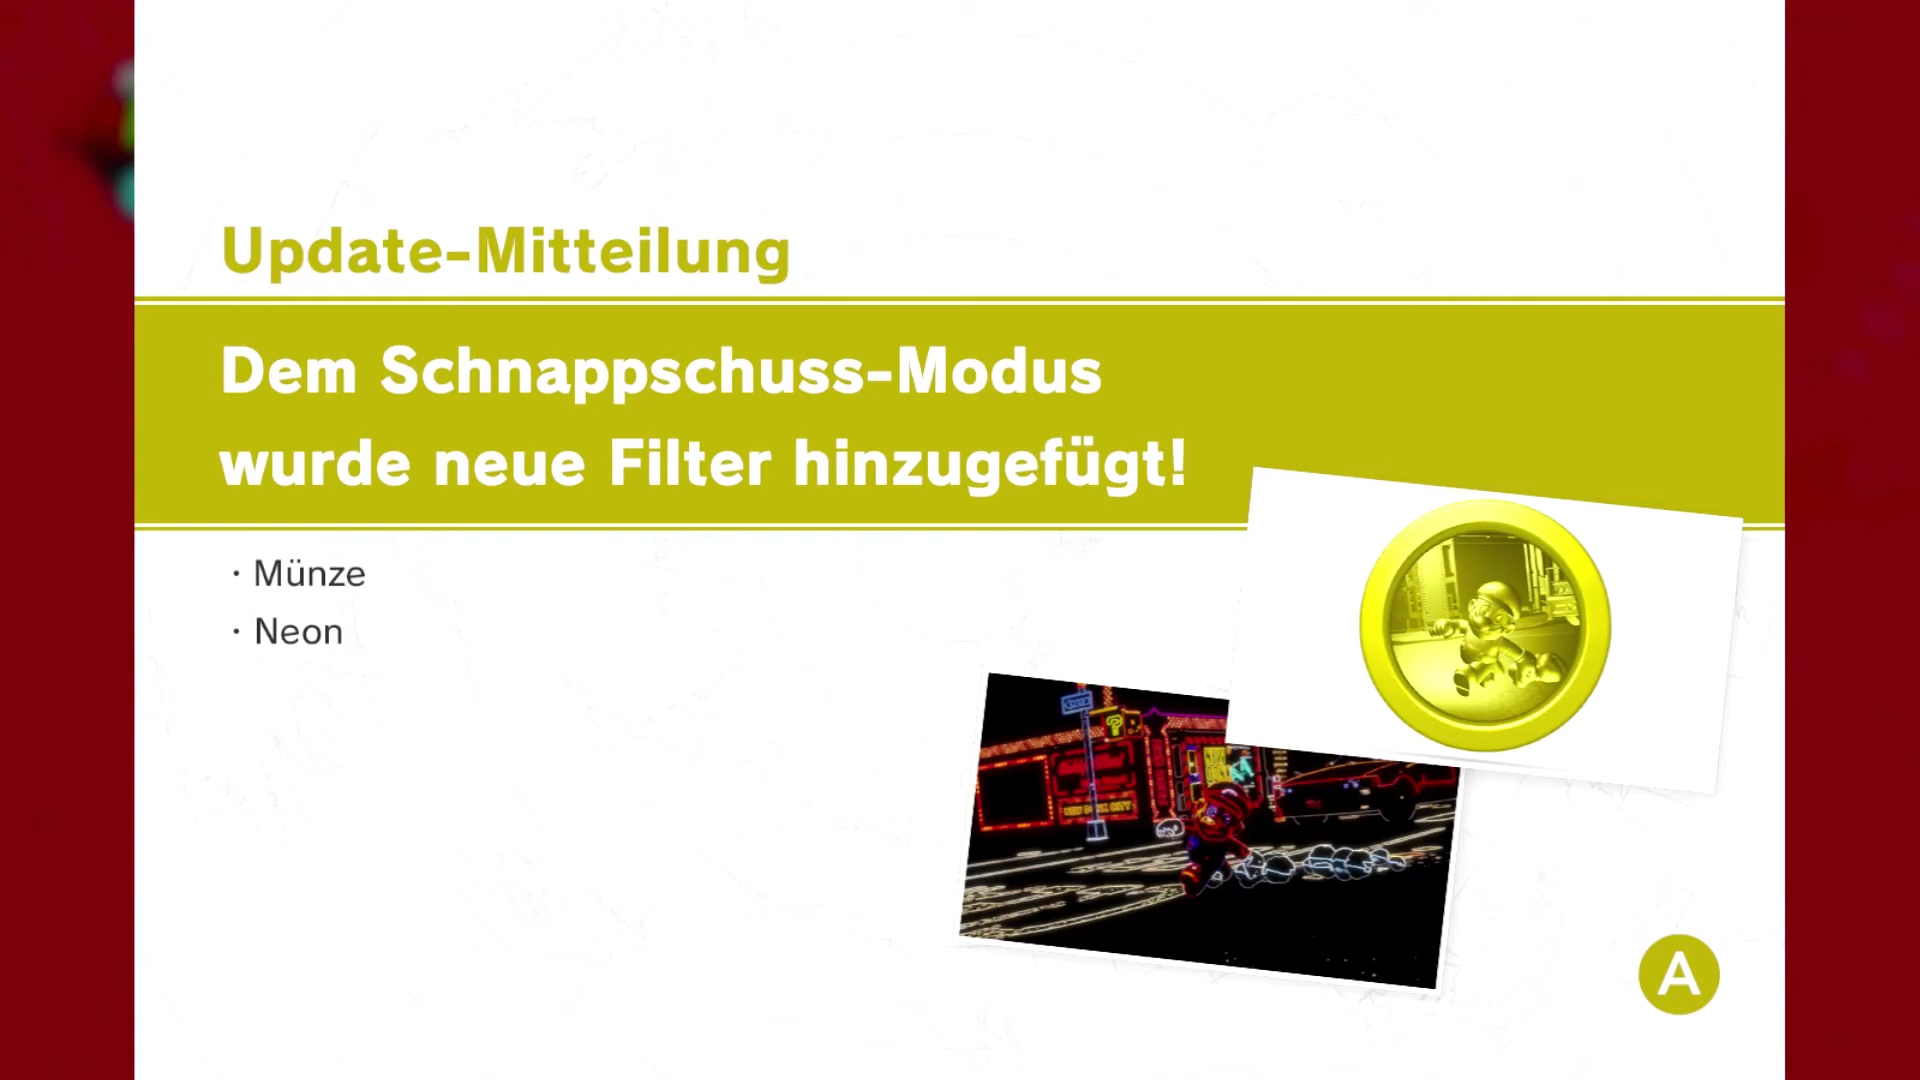 Update-Mitteilung
Dem Schnappschuss-Modus
wurde neue Filter hinzugefügt!
· Münze
· Neon
A